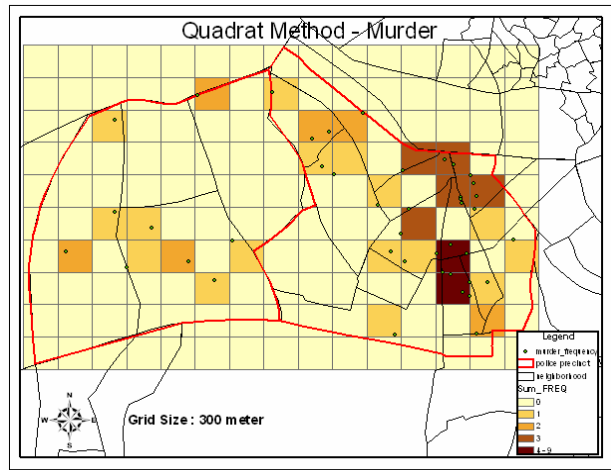 Quadrat Method - Murder
Legend
murder_frequency
police precinct
neighborhood
Sum_FREQ
0
1
2
3
4-9
N
W
E
S
Grid Size : 300 meter